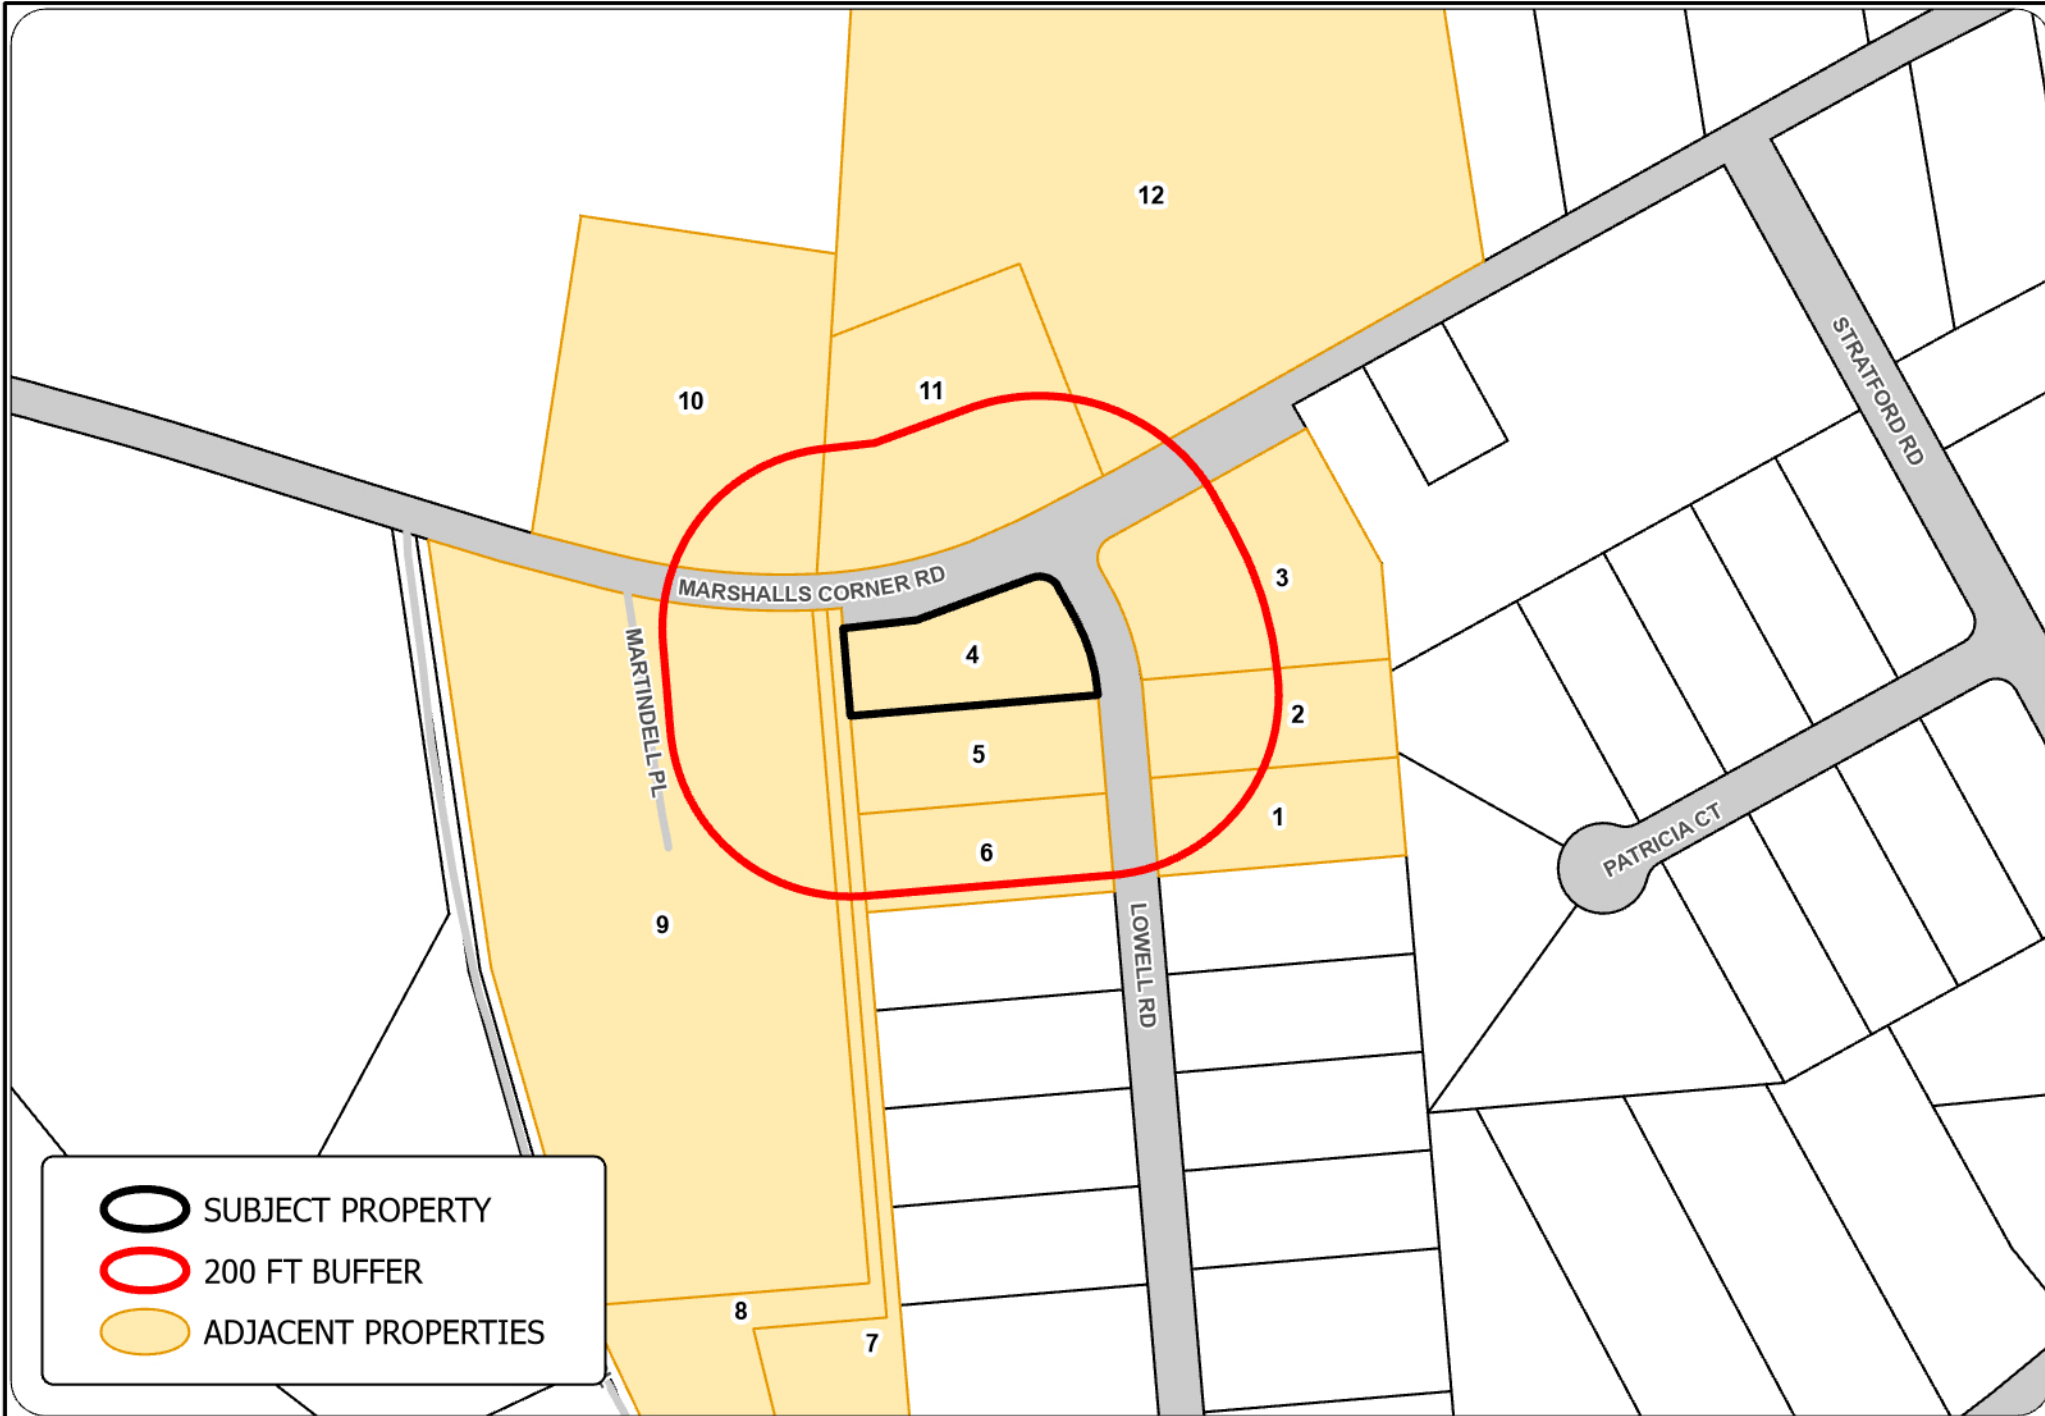 12
STRATFORD RD
10
11
MARSHALLS CORNER RD
3
4
MARTINDELL PL
2
5
1
6
PATRICIA CT
9
LOWELL RD
SUBJECT PROPERTY
200 FT BUFFER
ADJACENT PROPERTIES
8
7